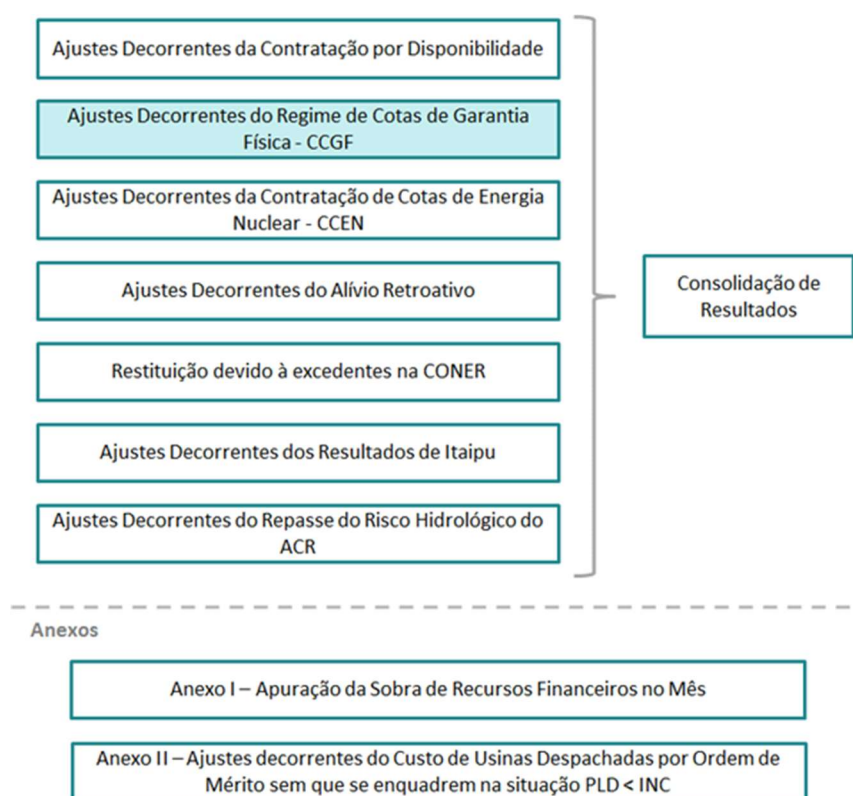 Ajustes Decorrentes da Contratação por Disponibilidade
Ajustes Decorrentes do Regime de Cotas de Garantia
Física - CCGF
Ajustes Decorrentes da Contratação de Cotas de Energia
Nuclear - CCEN
Ajustes Decorrentes do Alívio Retroativo
Restituição devido à excedentes na CONER
Ajustes Decorrentes dos Resultados de Itaipu
Ajustes Decorrentes do Repasse do Risco Hidrológico do
ACR
Consolidação de
Resultados
Anexos
Anexo I – Apuração da Sobra de Recursos Financeiros no Mês
Anexo II – Ajustes decorrentes do Custo de Usinas Despachadas por Ordem de
Mérito sem que se enquadrem na situação PLD < INC